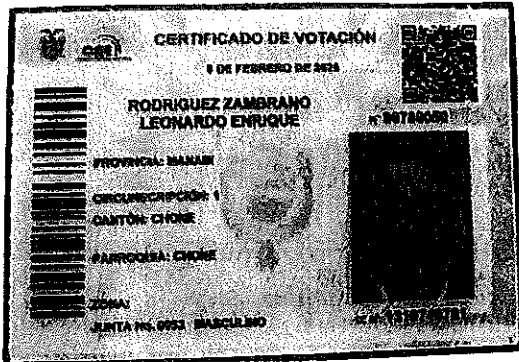 CNE
CERTIFICADO DE VOTACIÓN
DE FEBRERO DE
RODRIGUEZ ZAMBRANO
LEONARDO ENRIQUE
PROVINCIA: MANABI
CIRCUNSCRIPCIÓN: 1
CANTÓN: CHONE
PARROQUIA: CHONE
ZONA:
JUNTA No. 0053 MASCULINO